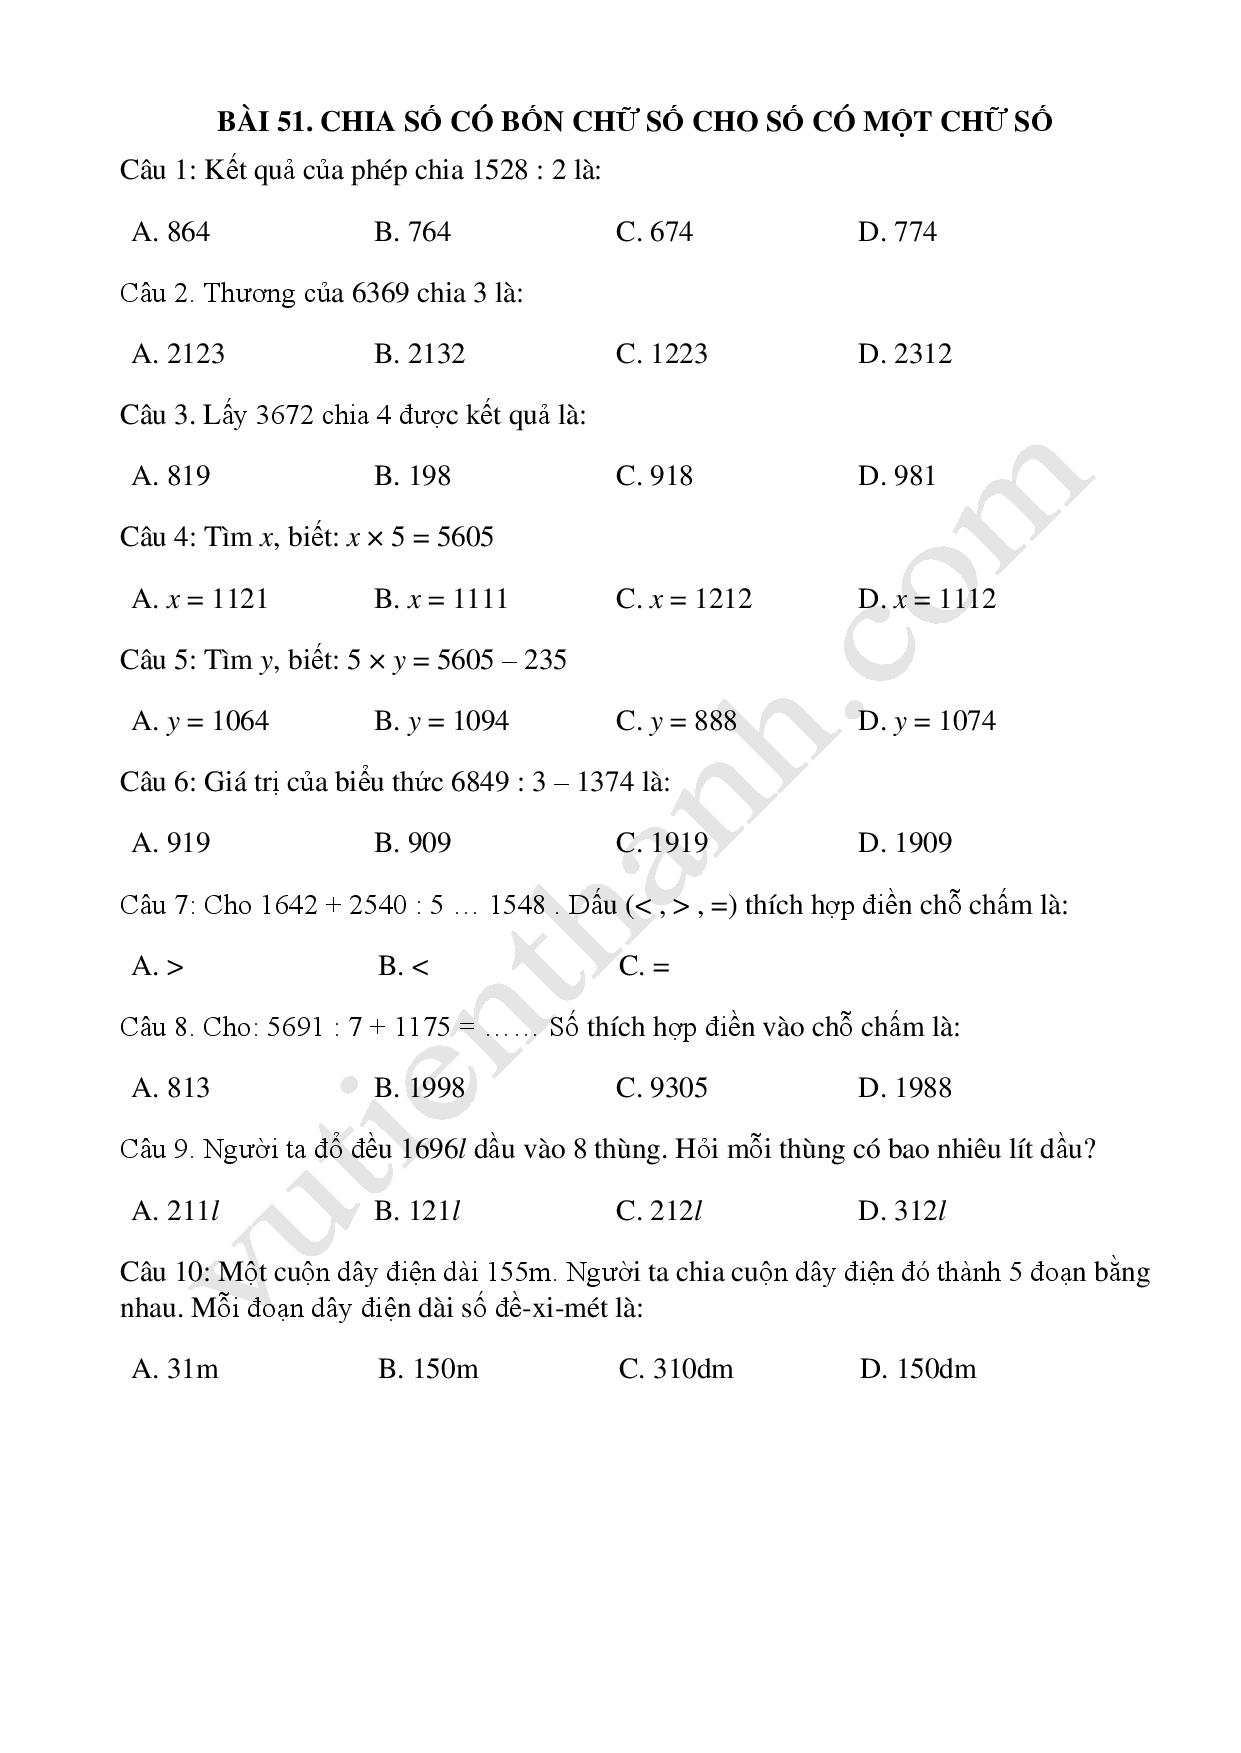 BÀI 51. CHIA SỐ CÓ BỐN CHỮ SỐ CHO SỐ CÓ MỘT CHỮ SỐ
Câu 1: Kết quả của phép chia 1528 : 2 là:
A. 864 B. 764 C. 674 D. 774
Câu 2. Thương của 6369 chia 3 là:
A. 2123 B. 2132 C. 1223 D. 2312
Câu 3. Lấy 3672 chia 4 được kết quả là:
A. 819 B. 198 C. 918 D. 981
Câu 4: Tìm x, biết: x × 5 = 5605
A. x = 1121 B. x = 1111 C. x = 1212 D. x = 1112
Câu 5: Tìm y, biết: 5 × y = 5605 – 235
A. y = 1064 B. y = 1094 C. y = 888 D. y = 1074
Câu 6: Giá trị của biểu thức 6849 : 3 – 1374 là:
A. 919 B. 909 C. 1919 D. 1909
Câu 7: Cho 1642 + 2540 : 5 … 1548 . Dấu (< , > , =) thích hợp điền chỗ chấm là:
A. > B. < C. =
Câu 8. Cho: 5691 : 7 + 1175 = …… Số thích hợp điền vào chỗ chấm là:
A. 813 B. 1998 C. 9305 D. 1988
Câu 9. Người ta đổ đều 1696l dầu vào 8 thùng. Hỏi mỗi thùng có bao nhiêu lít dầu?
A. 211l B. 121l C. 212l D. 312l
Câu 10: Một cuộn dây điện dài 155m. Người ta chia cuộn dây điện đó thành 5 đoạn bằng
nhau. Mỗi đoạn dây điện dài số đề-xi-mét là:
A. 31m B. 150m C. 310dm D. 150dm
vutienthanh.com